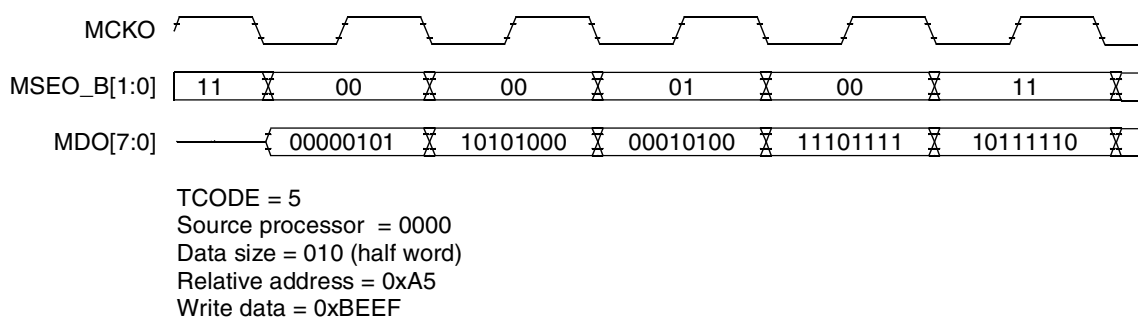 MCKO
MSEO_B[1:0] 11 00 00 01 00 11
MDO[7:0] 00000101 10101000 00010100 11101111 10111110
TCODE = 5
Source processor = 0000
Data size = 010 (half word)
Relative address = 0xA5
Write data = 0xBEEF